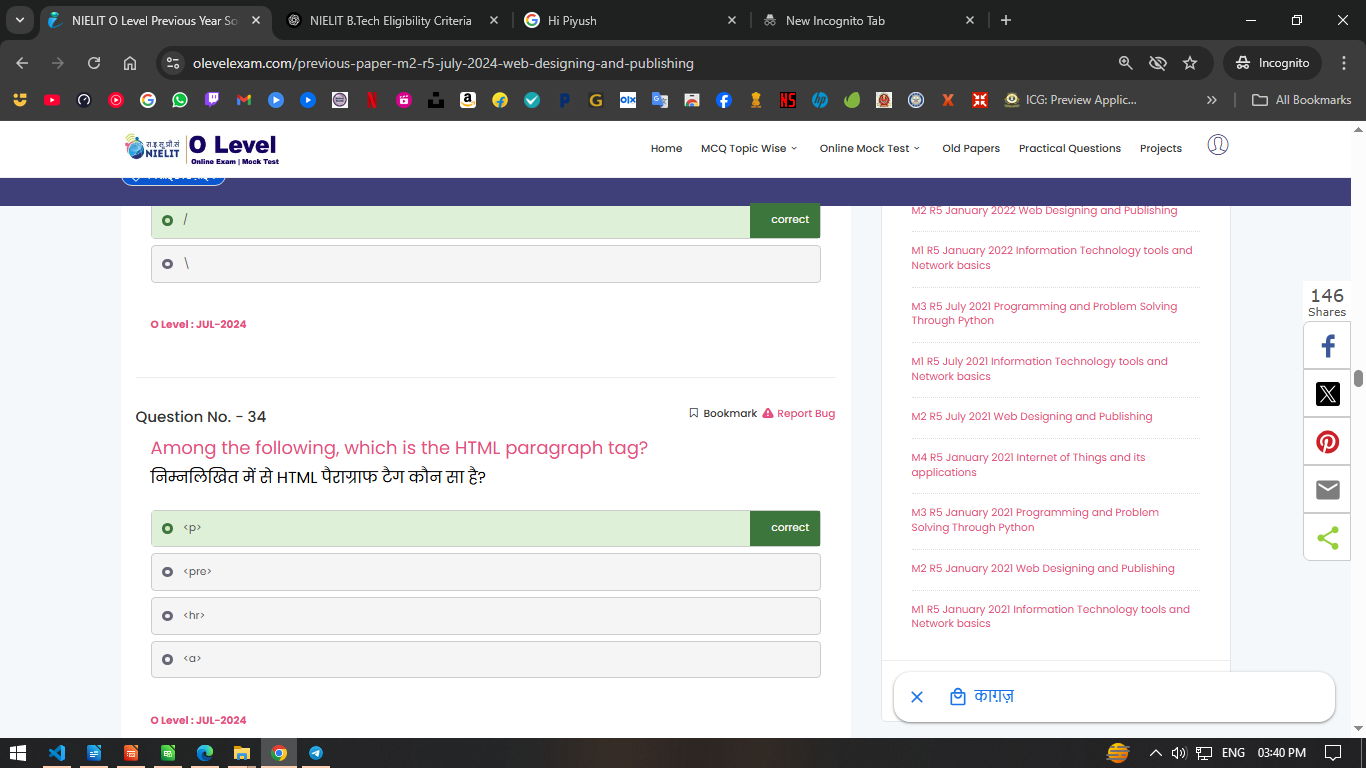 NIELIT O Level Previous Year So
NIELIT B.Tech Eligibility Criteria
Hi Piyush
New Incognito Tab
olevelexam.com/previous-paper-m2-r5-july-2024-web-designing-and-publishing
Incognito
ICG: Preview Applic...
All Bookmarks
रा.इ.सू.प्रौ.सं
NIELIT
O Level
Online Exam | Mock Test
Home
MCQ Topic Wise
Online Mock Test
Old Papers
Practical Questions
Projects
/
correct
\
O Level : JUL-2024
Question No. - 34
Bookmark
Report Bug
Among the following, which is the HTML paragraph tag?
निम्नलिखित में से HTML पैराग्राफ टैग कौन सा है?
<p>
correct
<pre>
<hr>
<a>
O Level : JUL-2024
M2 R5 January 2022 Web Designing and Publishing
M1 R5 January 2022 Information Technology tools and
Network basics
M3 R5 July 2021 Programming and Problem Solving
Through Python
M1 R5 July 2021 Information Technology tools and
Network basics
M2 R5 July 2021 Web Designing and Publishing
M4 R5 January 2021 Internet of Things and its
applications
M3 R5 January 2021 Programming and Problem
Solving Through Python
M2 R5 January 2021 Web Designing and Publishing
M1 R5 January 2021 Information Technology tools and
Network basics
146
Shares
काग़ज़
ENG
03:40 PM